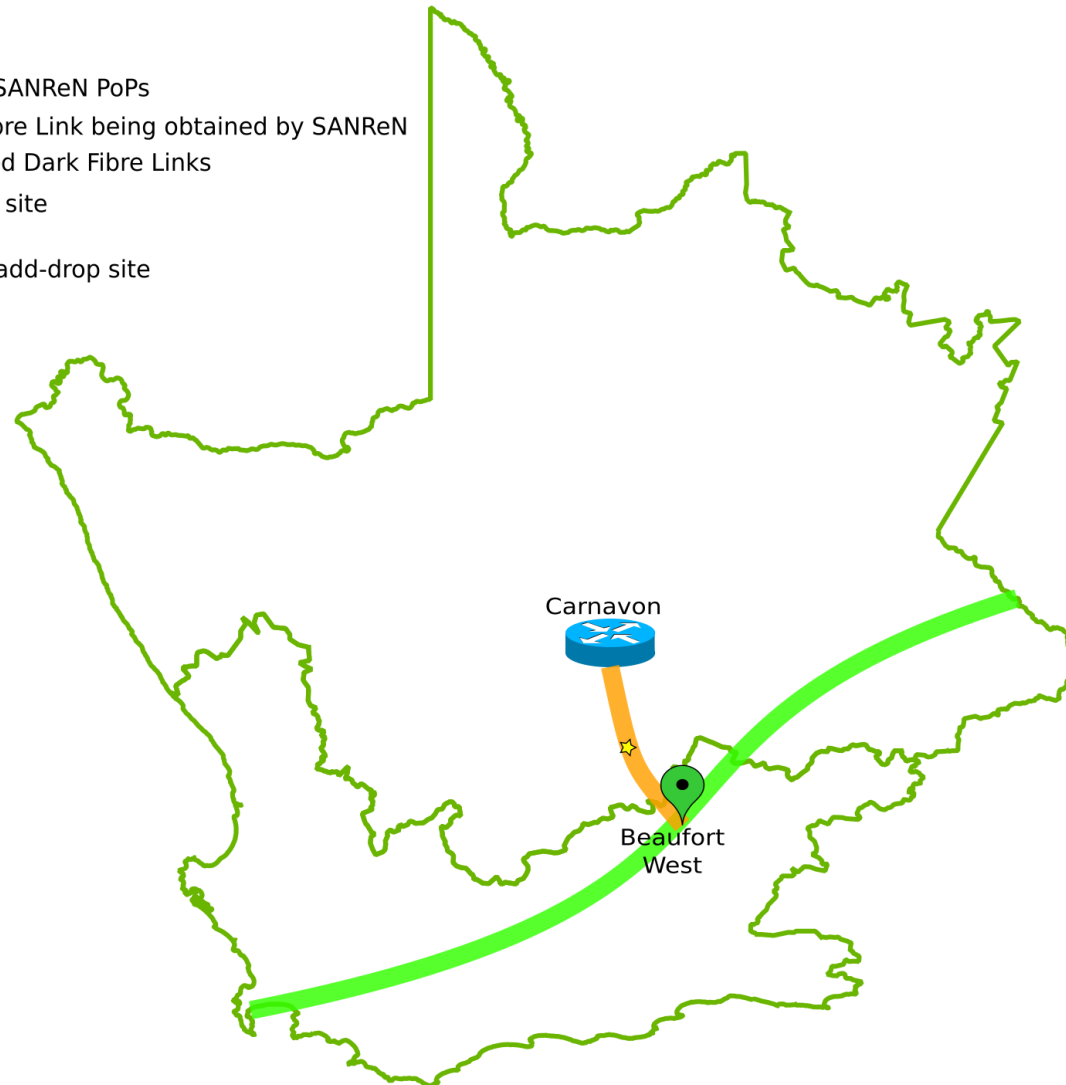 SANReN PoPs
bre Link being obtained by SANReN
d Dark Fibre Links
site
add-drop site
Carnavon
Beaufort
West